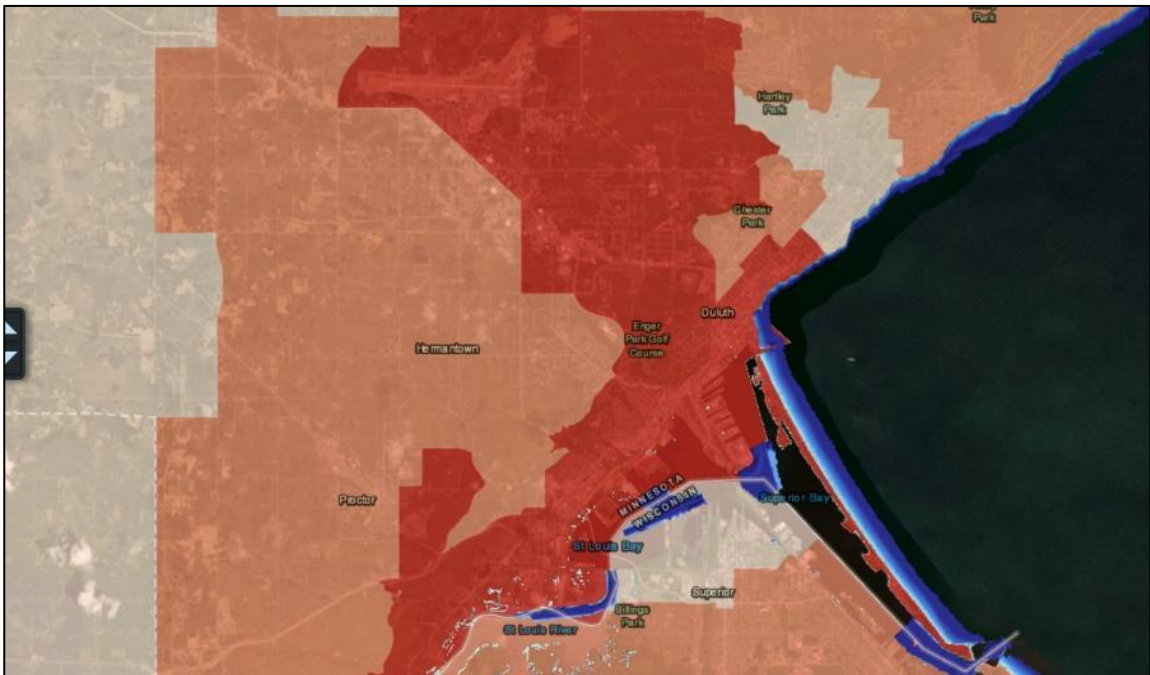 Park
Hartley
Park
Chester
Park
Duluth
Enger
Park Golf
Course
Hermantown
MINNESOTA
WISCONSIN
Proctor
Superior Bay
St Louis Bay
Superior
Billings
Park
St Louis River